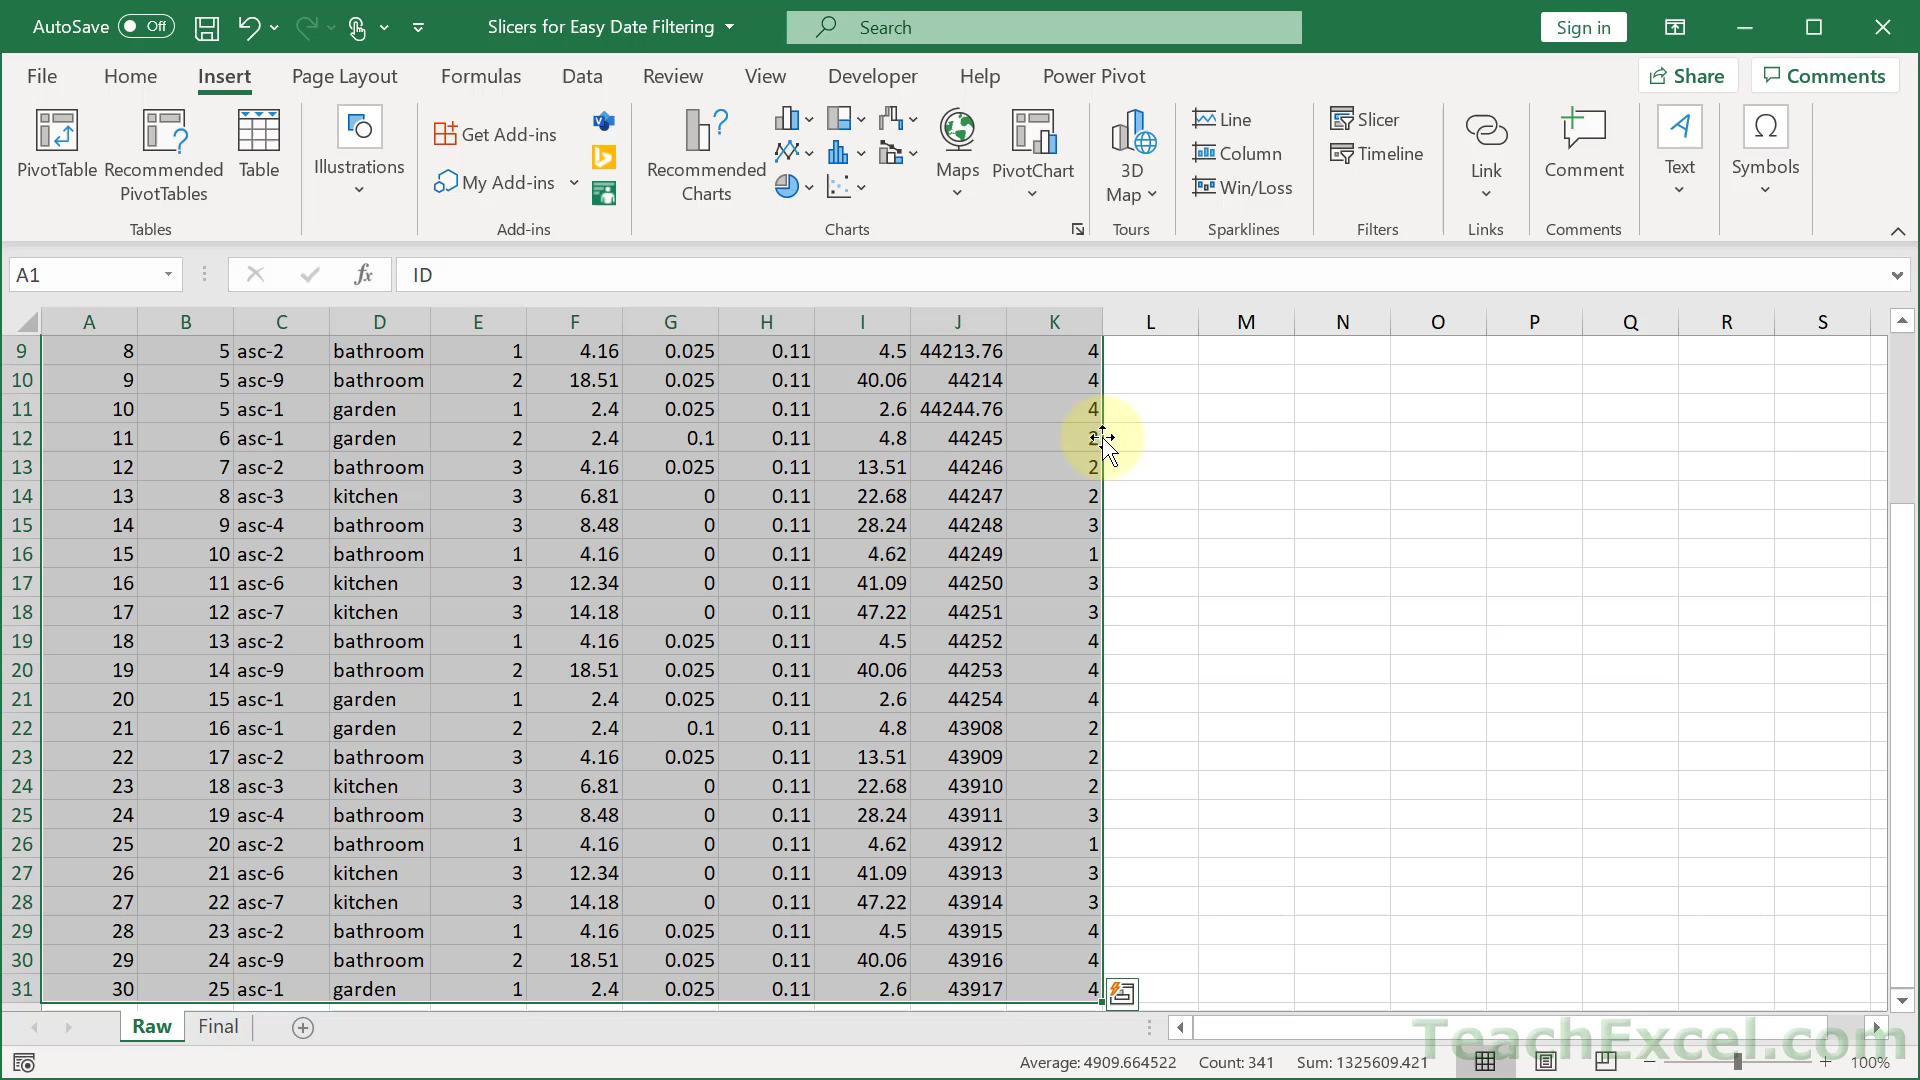 AutoSave Off Slicers for Easy Date Filtering Search Sign in
File Home Insert Page Layout Formulas Data Review View Developer Help Power Pivot Share Comments
PivotTable Recommended PivotTables Table Illustrations Get Add-ins My Add-ins Recommended Charts Maps PivotChart 3D Map Line Column Win/Loss Slicer Timeline Link Comment Text Symbols
Tables Add-ins Charts Tours Sparklines Filters Links Comments
A1 fx ID
A B C D E F G H I J K L M N O P Q R S
9 8 5 asc-2 bathroom 1 4.16 0.025 0.11 4.5 44213.76 4
10 9 5 asc-9 bathroom 2 18.51 0.025 0.11 40.06 44214 4
11 10 5 asc-1 garden 1 2.4 0.025 0.11 2.6 44244.76 4
12 11 6 asc-1 garden 2 2.4 0.1 0.11 4.8 44245 2
13 12 7 asc-2 bathroom 3 4.16 0.025 0.11 13.51 44246 2
14 13 8 asc-3 kitchen 3 6.81 0 0.11 22.68 44247 2
15 14 9 asc-4 bathroom 3 8.48 0 0.11 28.24 44248 3
16 15 10 asc-2 bathroom 1 4.16 0 0.11 4.62 44249 1
17 16 11 asc-6 kitchen 3 12.34 0 0.11 41.09 44250 3
18 17 12 asc-7 kitchen 3 14.18 0 0.11 47.22 44251 3
19 18 13 asc-2 bathroom 1 4.16 0.025 0.11 4.5 44252 4
20 19 14 asc-9 bathroom 2 18.51 0.025 0.11 40.06 44253 4
21 20 15 asc-1 garden 1 2.4 0.025 0.11 2.6 44254 4
22 21 16 asc-1 garden 2 2.4 0.1 0.11 4.8 43908 2
23 22 17 asc-2 bathroom 3 4.16 0.025 0.11 13.51 43909 2
24 23 18 asc-3 kitchen 3 6.81 0 0.11 22.68 43910 2
25 24 19 asc-4 bathroom 3 8.48 0 0.11 28.24 43911 3
26 25 20 asc-2 bathroom 1 4.16 0 0.11 4.62 43912 1
27 26 21 asc-6 kitchen 3 12.34 0 0.11 41.09 43913 3
28 27 22 asc-7 kitchen 3 14.18 0 0.11 47.22 43914 3
29 28 23 asc-2 bathroom 1 4.16 0.025 0.11 4.5 43915 4
30 29 24 asc-9 bathroom 2 18.51 0.025 0.11 40.06 43916 4
31 30 25 asc-1 garden 1 2.4 0.025 0.11 2.6 43917 4
Raw Final
TeachExcel.com
Average: 4909.664522 Count: 341 Sum: 1325609.421 100%